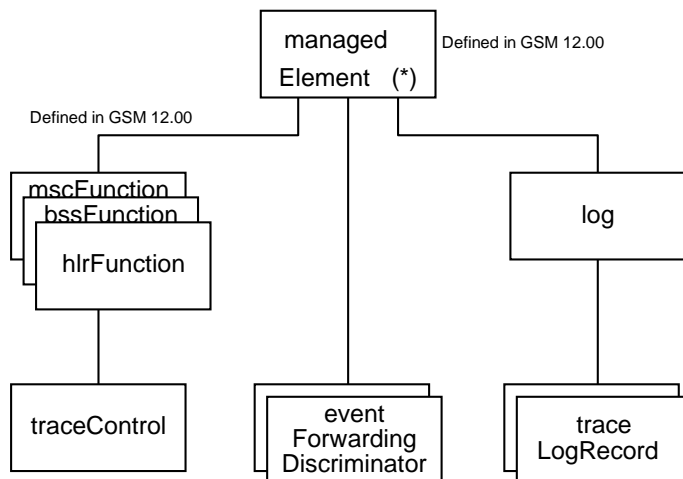 managed
Element (*)
Defined in GSM 12.00
Defined in GSM 12.00
mscFunction
bssFunction
hlrFunction
log
traceControl
event
Forwarding
Discriminator
trace
LogRecord